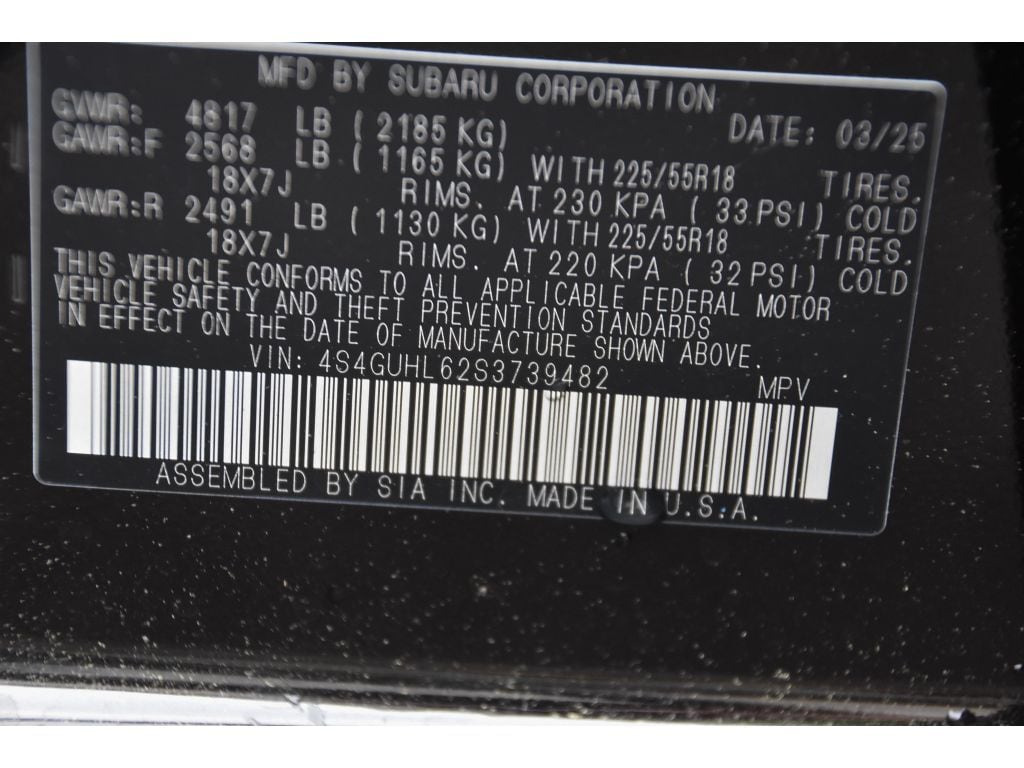 MFD BY SUBARU CORPORATION
GVWR: 4817 LB ( 2185 KG) DATE: 03/25
GAWR:F 2568 LB ( 1165 KG) WITH 225/55R18 TIRES.
18X7J RIMS. AT 230 KPA ( 33 PSI) COLD
GAWR:R 2491 LB ( 1130 KG) WITH 225/55R18 TIRES.
18X7J RIMS. AT 220 KPA ( 32 PSI) COLD
THIS VEHICLE CONFORMS TO ALL APPLICABLE FEDERAL MOTOR
VEHICLE SAFETY AND THEFT PREVENTION STANDARDS
IN EFFECT ON THE DATE OF MANUFACTURE SHOWN ABOVE.
VIN: 4S4GUHL62S3739482 MPV
ASSEMBLED BY SIA INC. MADE IN U.S.A.